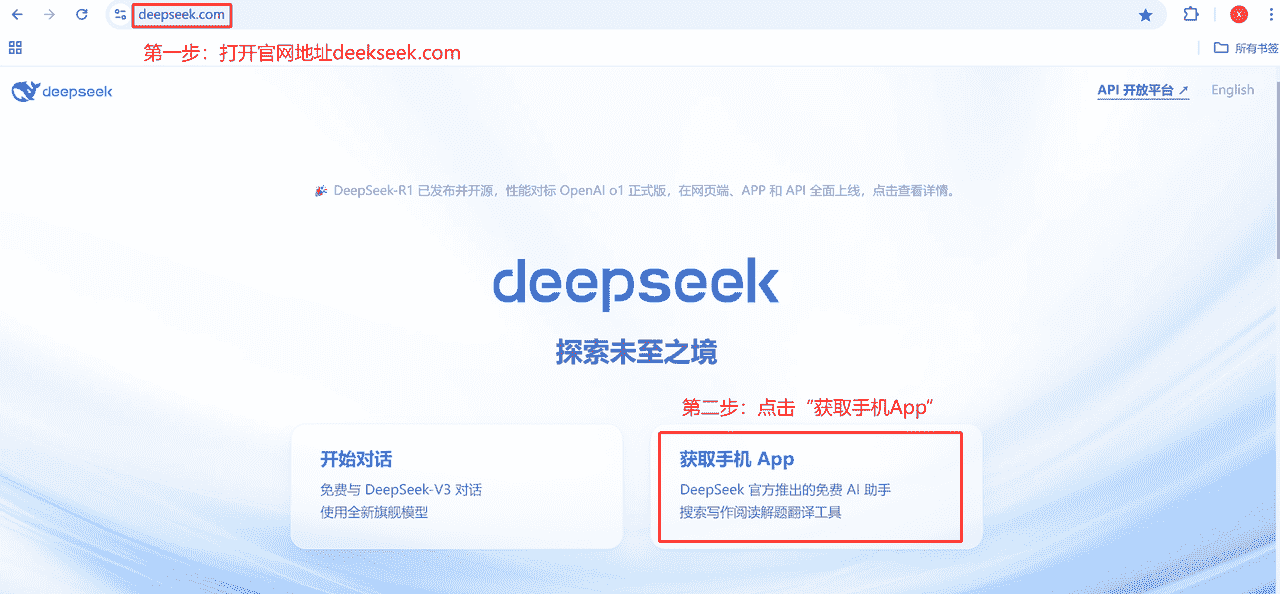 deepseek.com
X
第一步：打开官网地址deekseek.com
所有书签
deepseek
API 开放平台 ↗
English
🎉 DeepSeek-R1 已发布并开源，性能对标 OpenAI o1 正式版，在网页端、APP 和 API 全面上线，点击查看详情。
deepseek
探索未至之境
第二步：点击“获取手机App“
开始对话
免费与 DeepSeek-V3 对话
使用全新旗舰模型
获取手机 App
DeepSeek 官方推出的免费 AI 助手
搜索写作阅读解题翻译工具